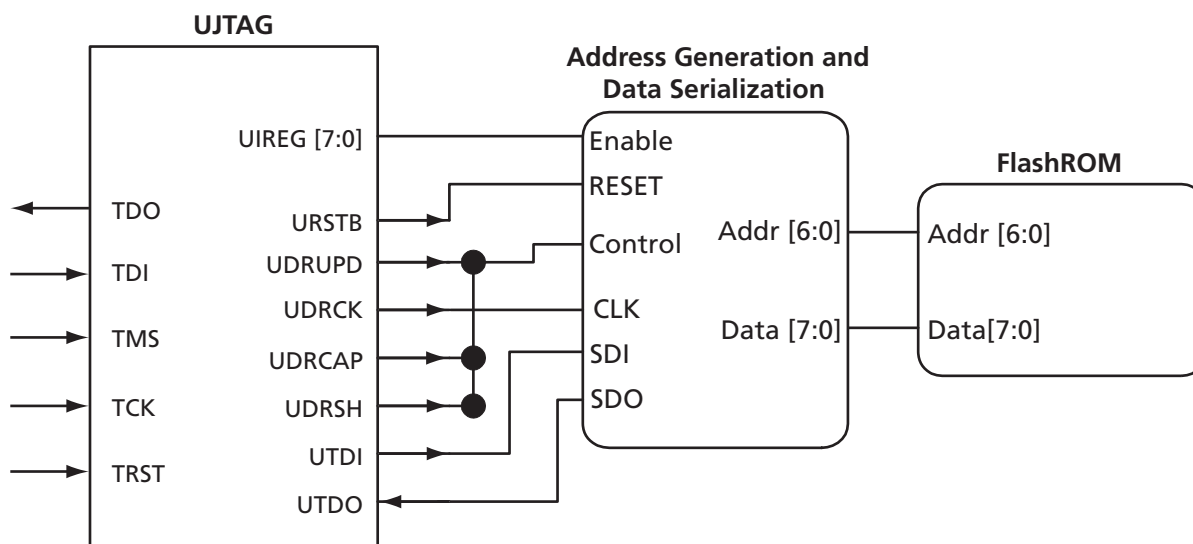 UJTAG
TDO
TDI
TMS
TCK
TRST
UIREG [7:0]
URSTB
UDRUPD
UDRCK
UDRCAP
UDRSH
UTDI
UTDO
Address Generation and
Data Serialization
Enable
RESET
Control
CLK
SDI
SDO
Addr [6:0]
Data [7:0]
FlashROM
Addr [6:0]
Data[7:0]